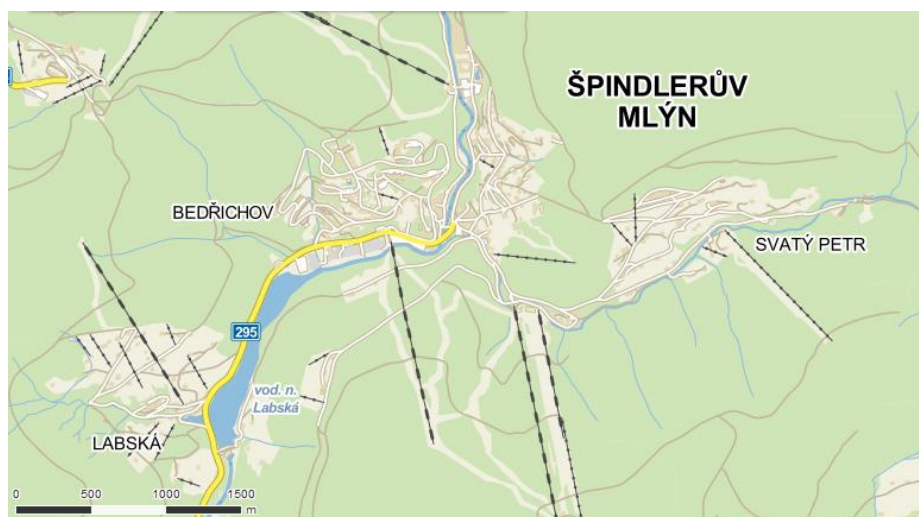 ŠPINDLERŮV
MLÝN
BEDŘICHOV
SVATÝ PETR
295
vod. n.
Labská
LABSKÁ
0 500 1000 1500
m